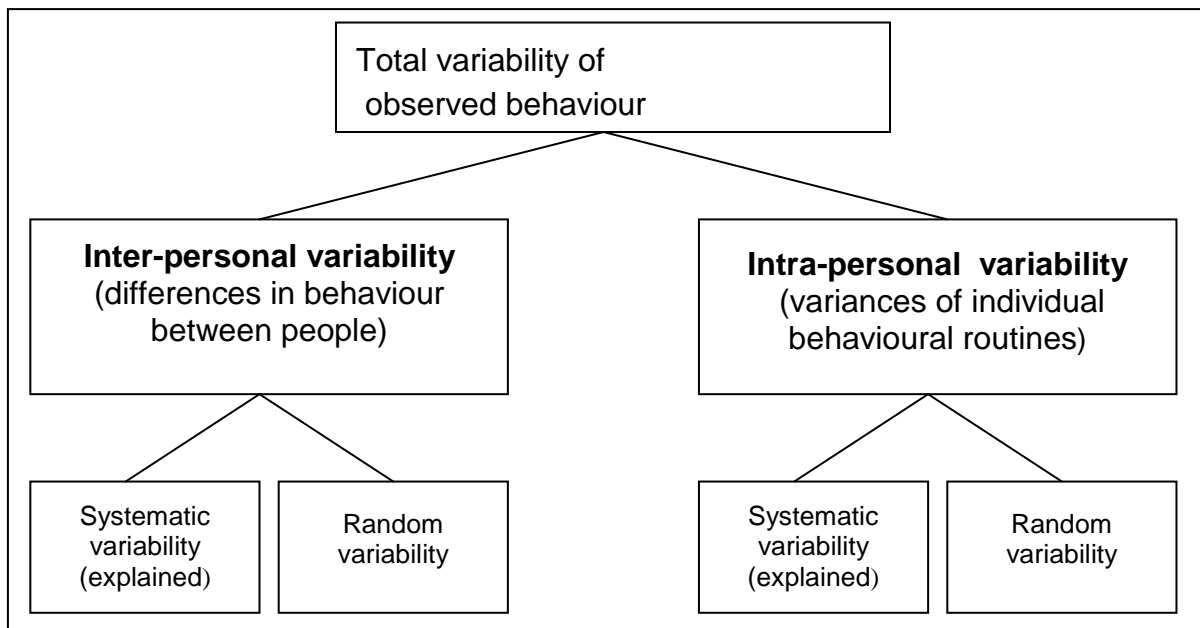 Total variability of
observed behaviour
Inter-personal variability
(differences in behaviour
between people)
Intra-personal variability
(variances of individual
behavioural routines)
Systematic
variability
(explained)
Random
variability
Systematic
variability
(explained)
Random
variability